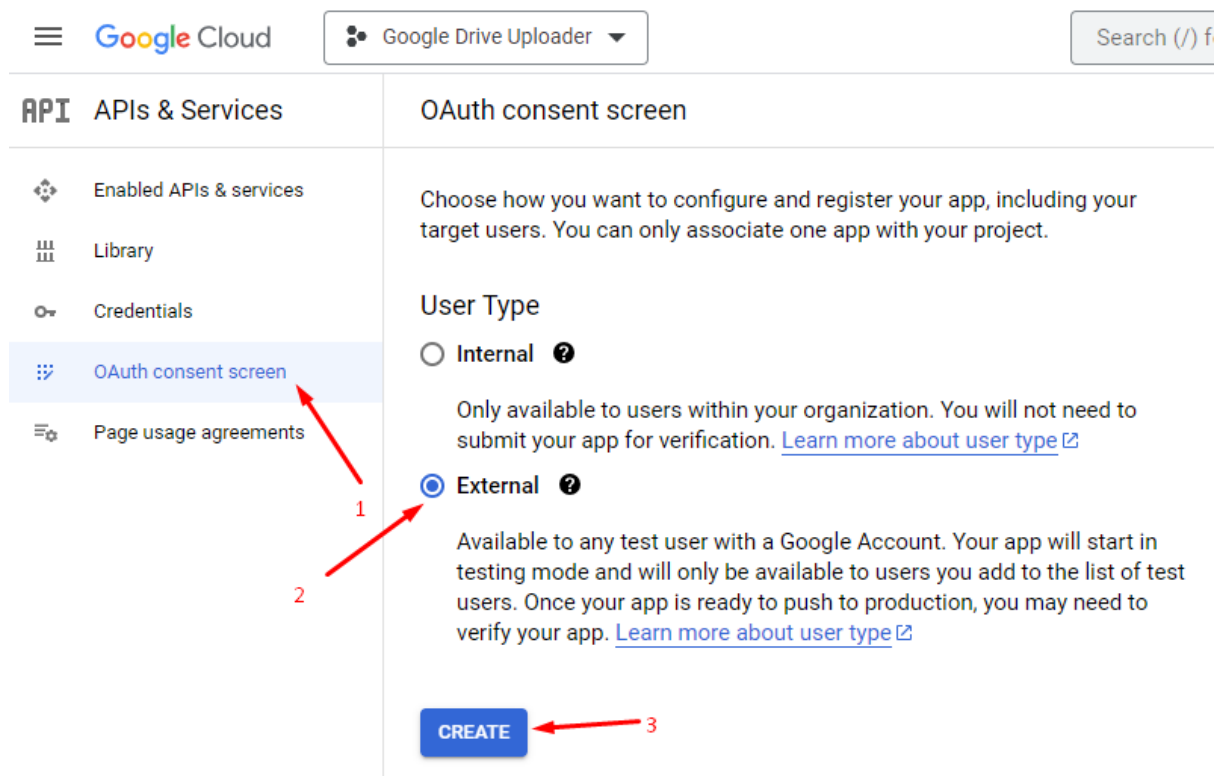 Google Cloud
Google Drive Uploader
Search (/) f
API APIs & Services
Enabled APIs & services
Library
Credentials
OAuth consent screen
Page usage agreements
1
2
OAuth consent screen
Choose how you want to configure and register your app, including your
target users. You can only associate one app with your project.
User Type
Internal
Only available to users within your organization. You will not need to
submit your app for verification. Learn more about user type
External
Available to any test user with a Google Account. Your app will start in
testing mode and will only be available to users you add to the list of test
users. Once your app is ready to push to production, you may need to
verify your app. Learn more about user type
CREATE
3